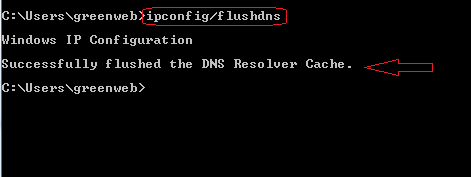 C:\Users\greenweb>ipconfig/flushdns
Windows IP Configuration
Successfully flushed the DNS Resolver Cache.
C:\Users\greenweb>